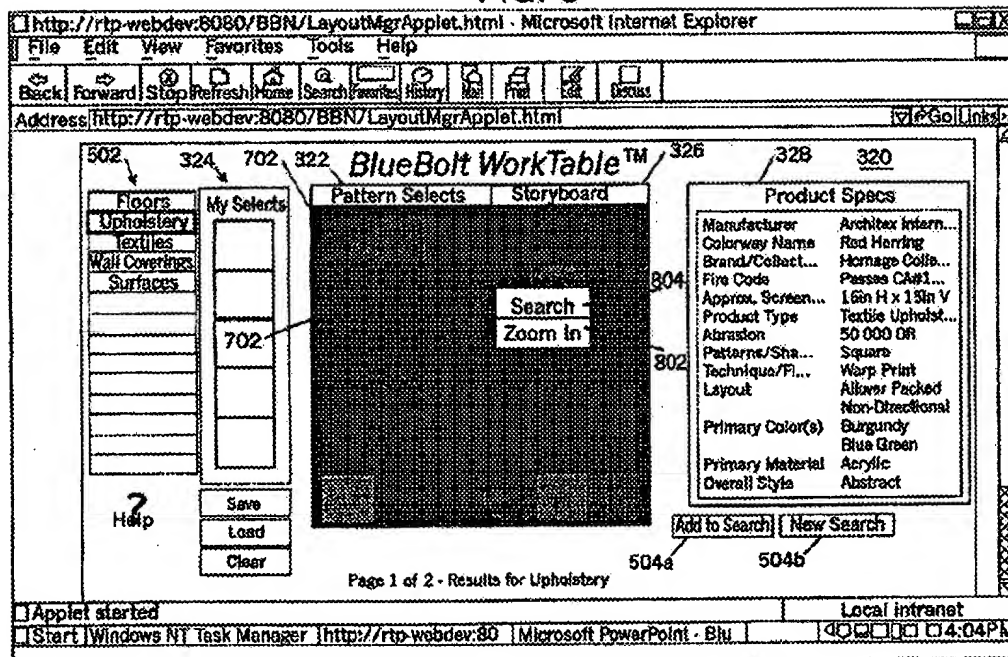 http://rtp-webdev:8080/BBN/LayoutMgrApplet.html - Microsoft Internet Explorer
File Edit View Favorites Tools Help
Back Forward Stop Refresh Home Search Favorites History Mail Print Edit Discuss
Address http://rtp-webdev:8080/BBN/LayoutMgrApplet.html Go Links
502 324 702 322 BlueBolt WorkTable™ 326 328 320
Floors
Upholstery
Textiles
Wall Coverings
Surfaces
My Selects
702
Pattern Selects Storyboard
Search 804
Zoom In 802
Product Specs
Manufacturer Architex Intern...
Colorway Name Red Herring
Brand/Collect... Homage Colle...
Fire Code Passes CA#1...
Approx. Screen... 16in H x 15in V
Product Type Textile Upholst...
Abrasion 50 000 DR
Patterns/Sha... Square
Technique/Fi... Warp Print
Layout Allover Packed
Non-Directional
Primary Color(s) Burgundy
Blue Green
Primary Material Acrylic
Overall Style Abstract
?
Help
Save
Load
Clear
Add to Search New Search
504a 504b
Page 1 of 2 - Results for Upholstery
Applet started Local intranet
Start Windows NT Task Manager http://rtp-webdev:80 Microsoft PowerPoint - Blu 4:04P